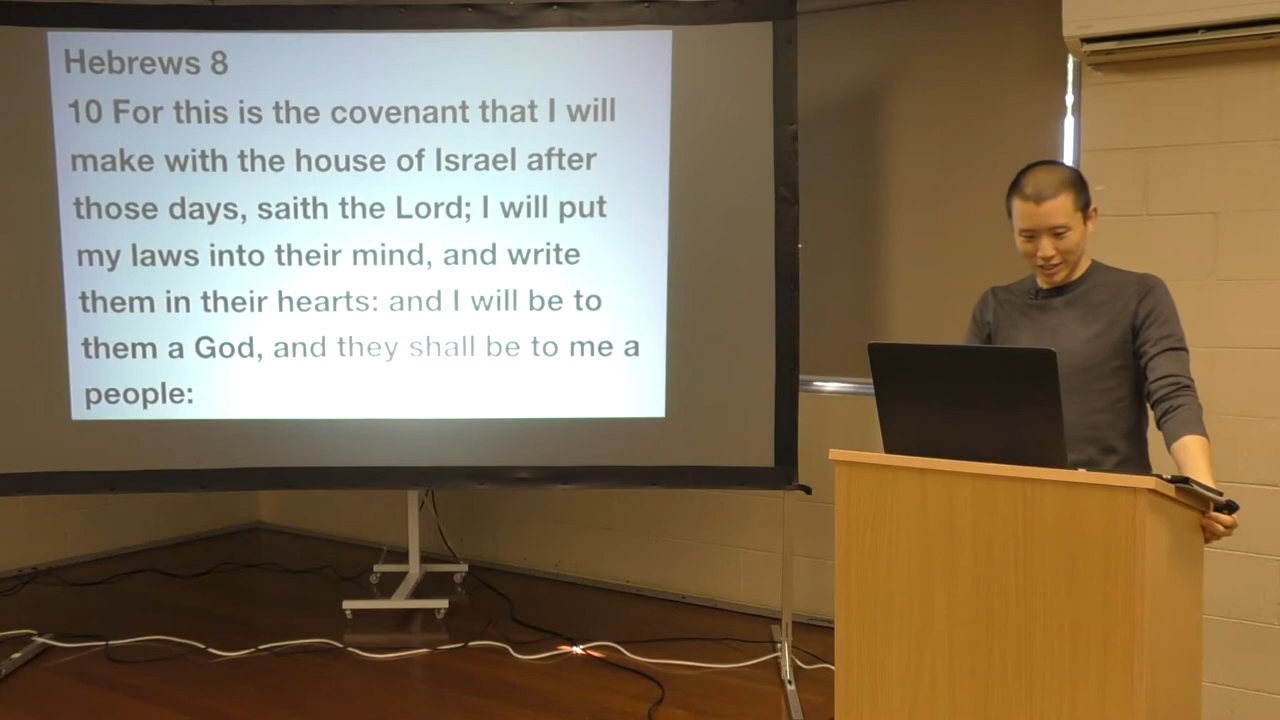 Hebrews 8
10 For this is the covenant that I will
make with the house of Israel after
those days, saith the Lord; I will put
my laws into their mind, and write
them in their hearts: and I will be to
them a God, and they shall be to me a
people: